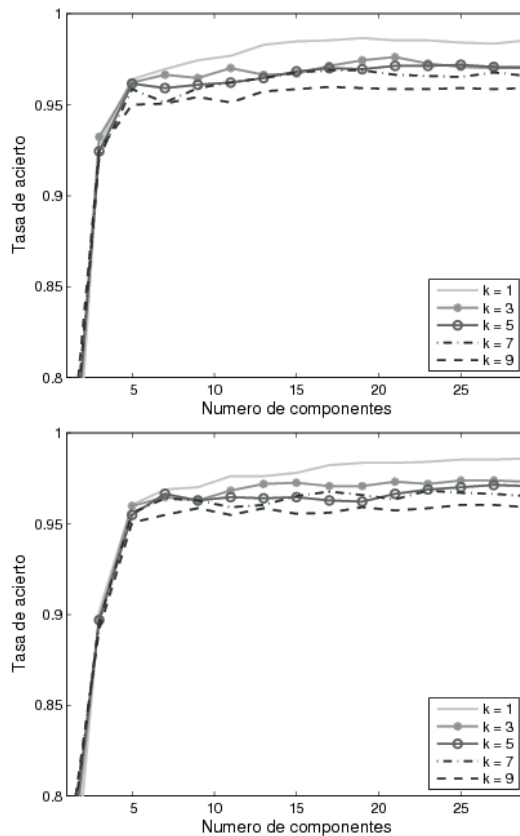 1
0.95
0.9
0.85
0.8
Tasa de acierto
k = 1
k = 3
k = 5
k = 7
k = 9
5 10 15 20 25
Numero de componentes
1
0.95
0.9
0.85
0.8
Tasa de acierto
k = 1
k = 3
k = 5
k = 7
k = 9
5 10 15 20 25
Numero de componentes